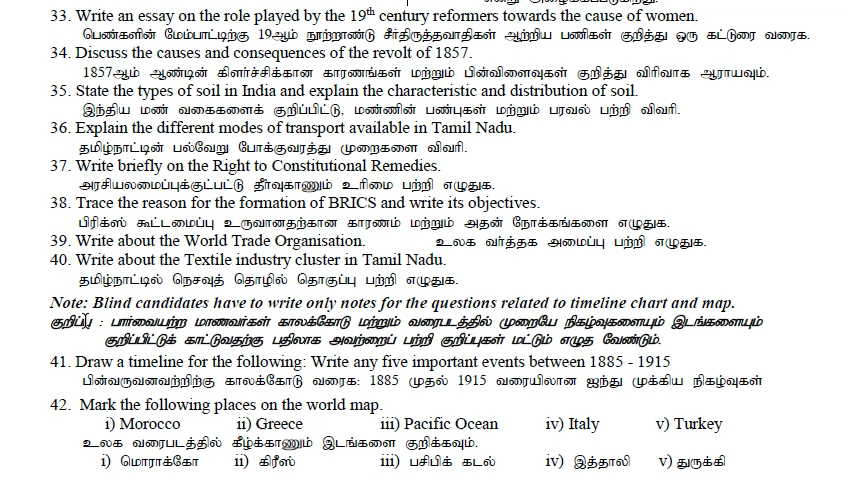 33. Write an essay on the role played by the 19th century reformers towards the cause of women.
பெண்களின் மேம்பாட்டிற்கு 19ஆம் நூற்றாண்டு சீர்திருத்தவாதிகள் ஆற்றிய பணிகள் குறித்து ஒரு கட்டுரை வரைக.
34. Discuss the causes and consequences of the revolt of 1857.
1857ஆம் ஆண்டின் கிளர்ச்சிக்கான காரணங்கள் மற்றும் பின்விளைவுகள் குறித்து விரிவாக ஆராயவும்.
35. State the types of soil in India and explain the characteristic and distribution of soil.
இந்திய மண் வகைகளைக் குறிப்பிட்டு, மண்ணின் பண்புகள் மற்றும் பரவல் பற்றி விவரி.
36. Explain the different modes of transport available in Tamil Nadu.
தமிழ்நாட்டின் பல்வேறு போக்குவரத்து முறைகளை விவரி.
37. Write briefly on the Right to Constitutional Remedies.
அரசியலமைப்புக்குட்பட்டு தீர்வுகாணும் உரிமை பற்றி எழுதுக.
38. Trace the reason for the formation of BRICS and write its objectives.
பிரிக்ஸ் கூட்டமைப்பு உருவானதற்கான காரணம் மற்றும் அதன் நோக்கங்களை எழுதுக.
39. Write about the World Trade Organisation. உலக வர்த்தக அமைப்பு பற்றி எழுதுக.
40. Write about the Textile industry cluster in Tamil Nadu.
தமிழ்நாட்டில் நெசவுத் தொழில் தொகுப்பு பற்றி எழுதுக.
Note: Blind candidates have to write only notes for the questions related to timeline chart and map.
குறிப்பு : பார்வையற்ற மாணவர்கள் காலக்கோடு மற்றும் வரைபடத்தில் முறையே நிகழ்வுகளையும் இடங்களையும்
குறிப்பிட்டுக் காட்டுவதற்கு பதிலாக அவற்றைப் பற்றி குறிப்புகள் மட்டும் எழுத வேண்டும்.
41. Draw a timeline for the following: Write any five important events between 1885 - 1915
பின்வருவனவற்றிற்கு காலக்கோடு வரைக: 1885 முதல் 1915 வரையிலான ஐந்து முக்கிய நிகழ்வுகள்
42. Mark the following places on the world map.
i) Morocco ii) Greece iii) Pacific Ocean iv) Italy v) Turkey
உலக வரைபடத்தில் கீழ்க்காணும் இடங்களை குறிக்கவும்.
i) மொராக்கோ ii) கிரீஸ் iii) பசிபிக் கடல் iv) இத்தாலி v) துருக்கி